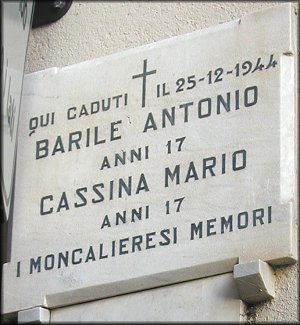 QUI CADUTI † IL 25-12-1944
BARILE ANTONIO
ANNI 17
CASSINA MARIO
ANNI 17
I MONCALIERESI MEMORI